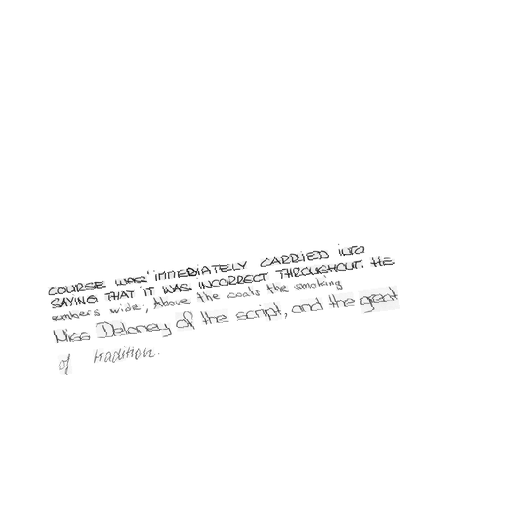 COURSE WAS IMMEDIATELY CARRIED INTO
SAYING THAT IT WAS INCORRECT THROUGHOUT. HE
embers wide, Above the coals the smoking
Miss Delaney of the script, and the great
of tradition.